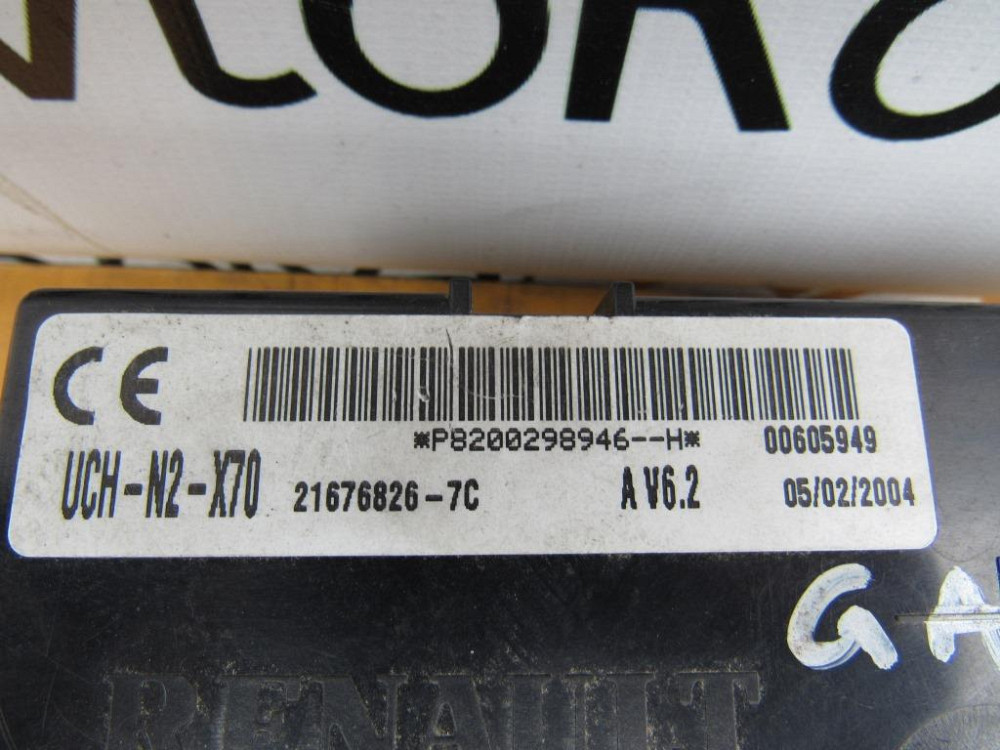 CE
*P8200298946--H* 00605949
UCH-N2-X70 21676826-7C A V6.2 05/02/2004
RENAULT